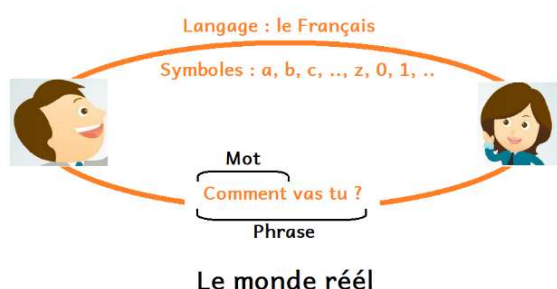 Langage : le Français
Symboles : a, b, c, .., z, 0, 1, ..
Mot
Comment vas tu ?
Phrase
Le monde réél